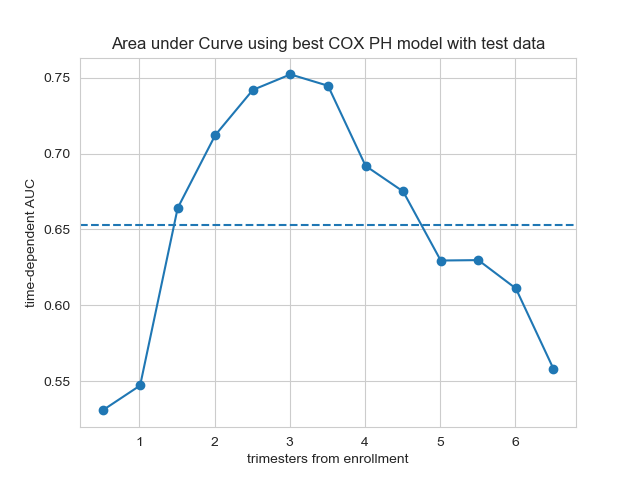 Area under Curve using best COX PH model with test data
0.75
0.70
0.65
0.60
0.55
time-dependent AUC
1 2 3 4 5 6
trimesters from enrollment